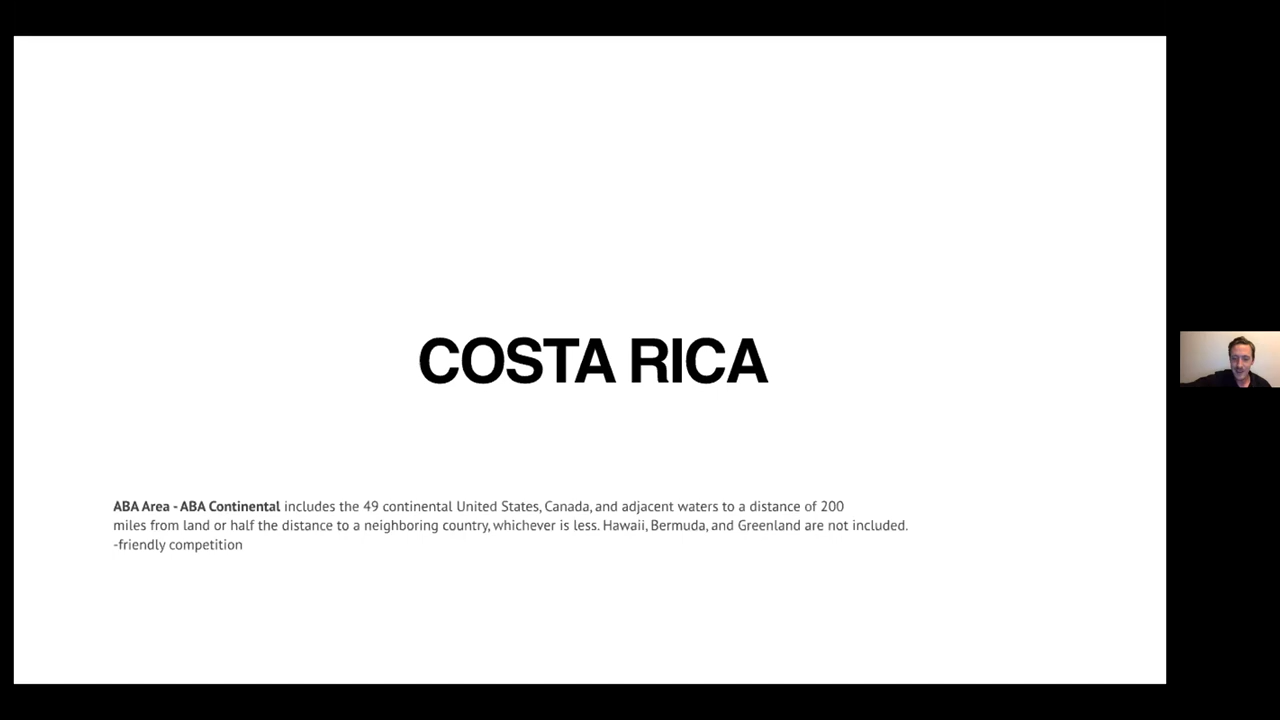 COSTA RICA
ABA Area - ABA Continental includes the 49 continental United States, Canada, and adjacent waters to a distance of 200
miles from land or half the distance to a neighboring country, whichever is less. Hawaii, Bermuda, and Greenland are not included.
-friendly competition